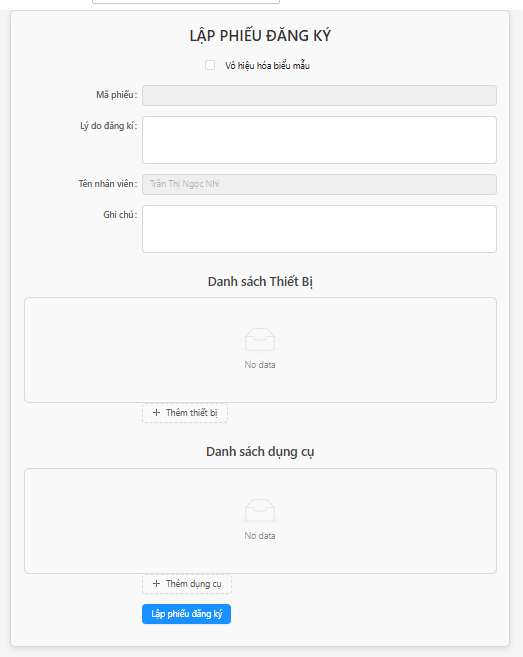 LẬP PHIẾU ĐĂNG KÝ
Vô hiệu hóa biểu mẫu
Mã phiếu:
Lý do đăng kí:
Tên nhân viên: Trần Thị Ngọc Nhi
Ghi chú:
Danh sách Thiết Bị
No data
+ Thêm thiết bị
Danh sách dụng cụ
No data
+ Thêm dụng cụ
Lập phiếu đăng ký